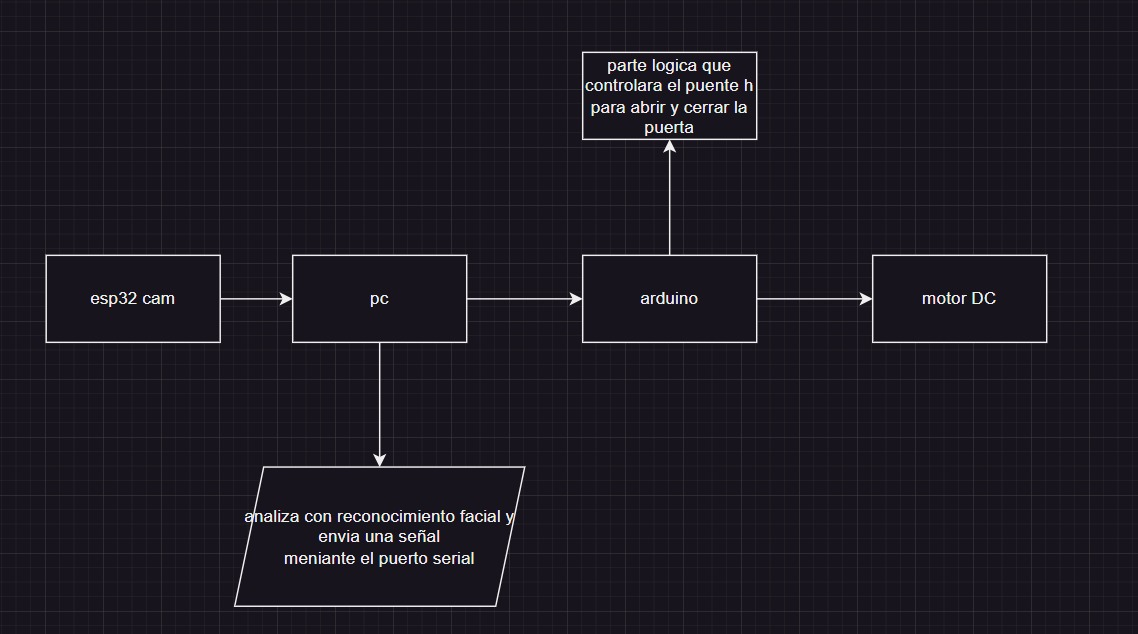 parte logica que
controlara el puente h
para abrir y cerrar la
puerta
esp32 cam
pc
arduino
motor DC
analiza con reconocimiento facial y
envia una señal
meniante el puerto serial